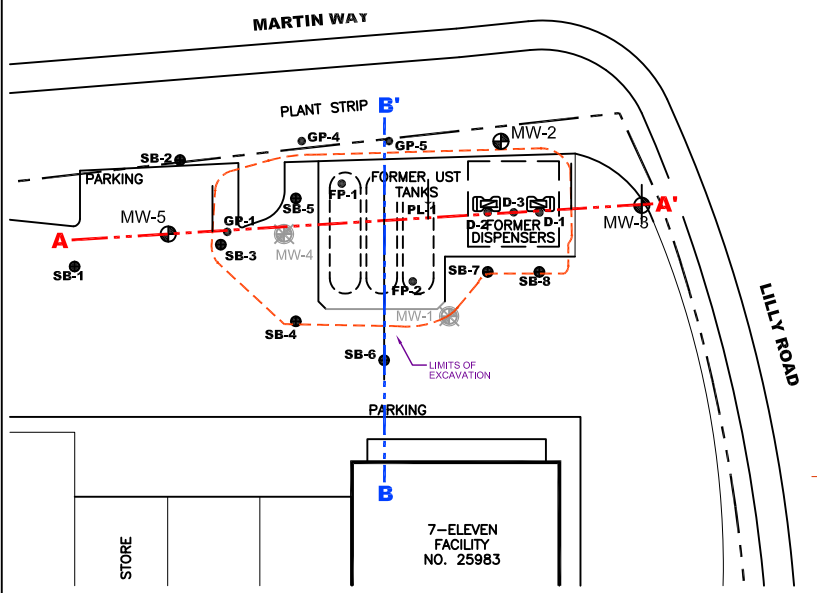 MARTIN WAY
B'
PLANT STRIP
GP-4
GP-5
MW-2
SB-2
PARKING
FORMER UST
TANKS
FP-1
SB-5
PL-1
D-3
D-2
D-1
FORMER
DISPENSERS
A'
MW-3
MW-5
GP-1
A
SB-3
MW-4
SB-1
SB-7
SB-8
FP-2
MW-1
SB-4
SB-6
LIMITS OF
EXCAVATION
LILLY ROAD
PARKING
B
7-ELEVEN
FACILITY
NO. 25983
STORE